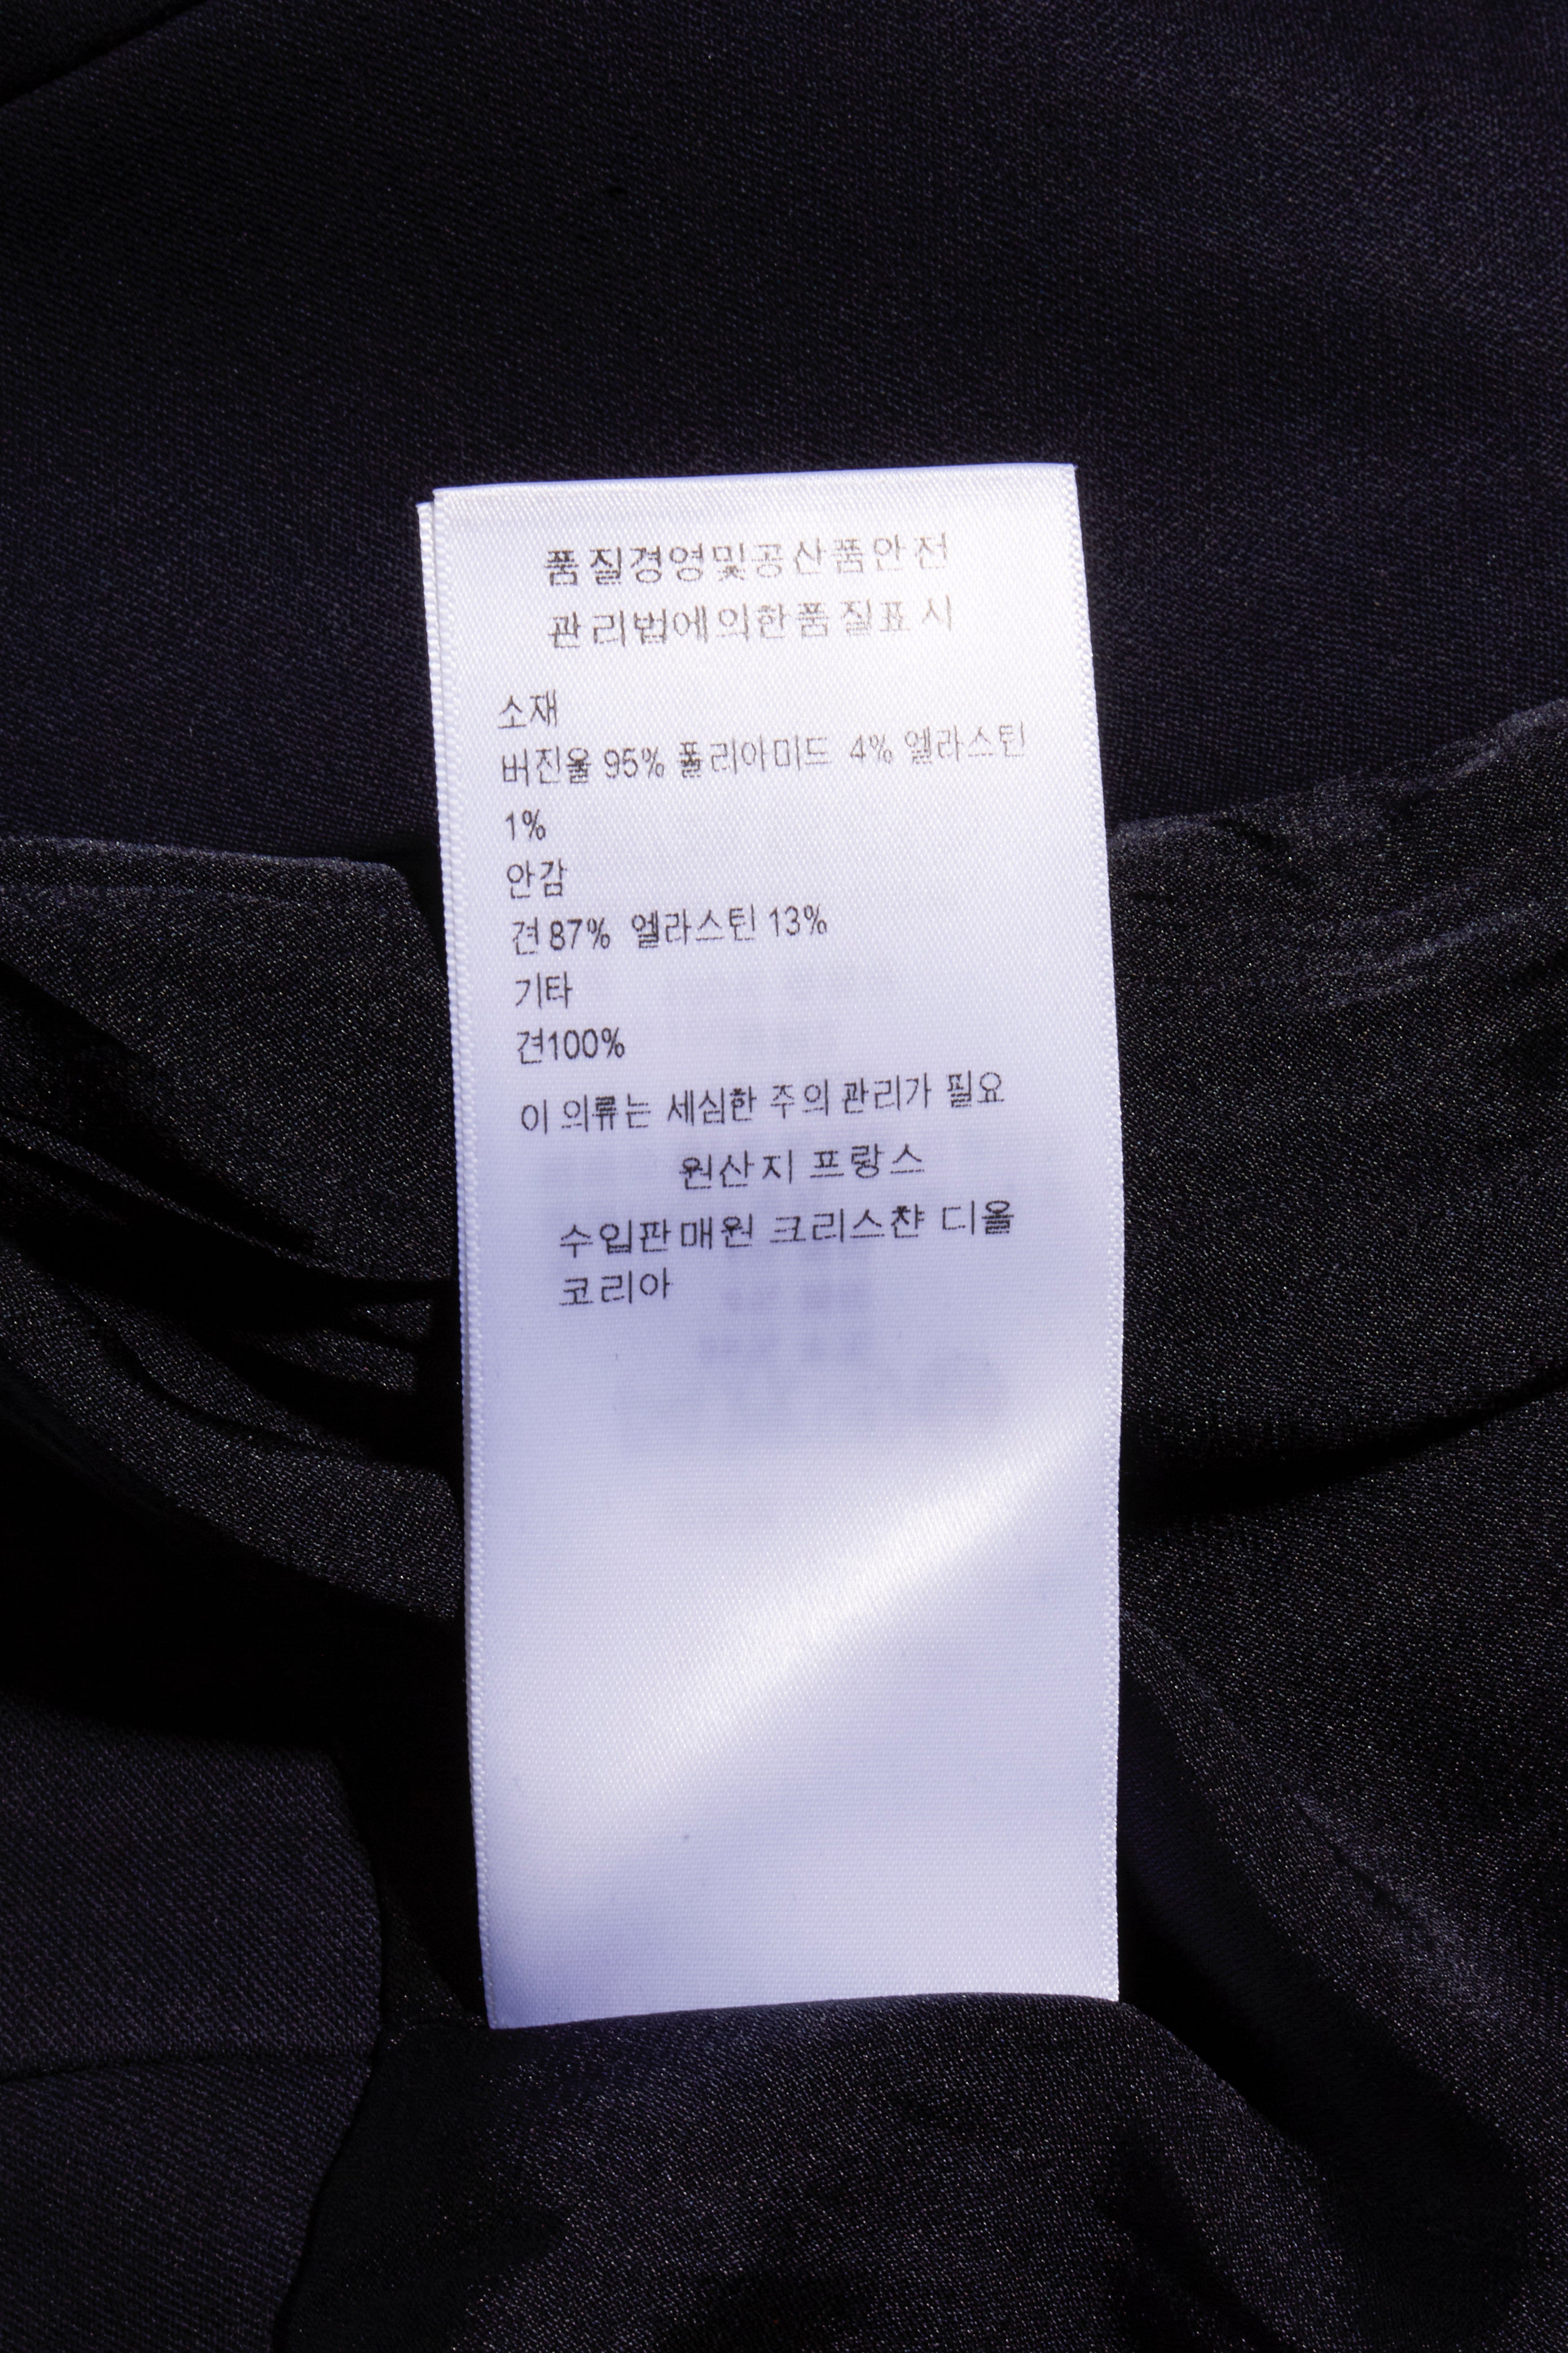 품질경영및공산품안전
관리법에의한품질표시
소재
버진울 95% 폴리아미드 4% 엘라스틴
1%
안감
견 87% 엘라스틴 13%
기타
견100%
이 의류는 세심한 주의 관리가 필요
원산지 프랑스
수입판매원 크리스챤 디올
코리아